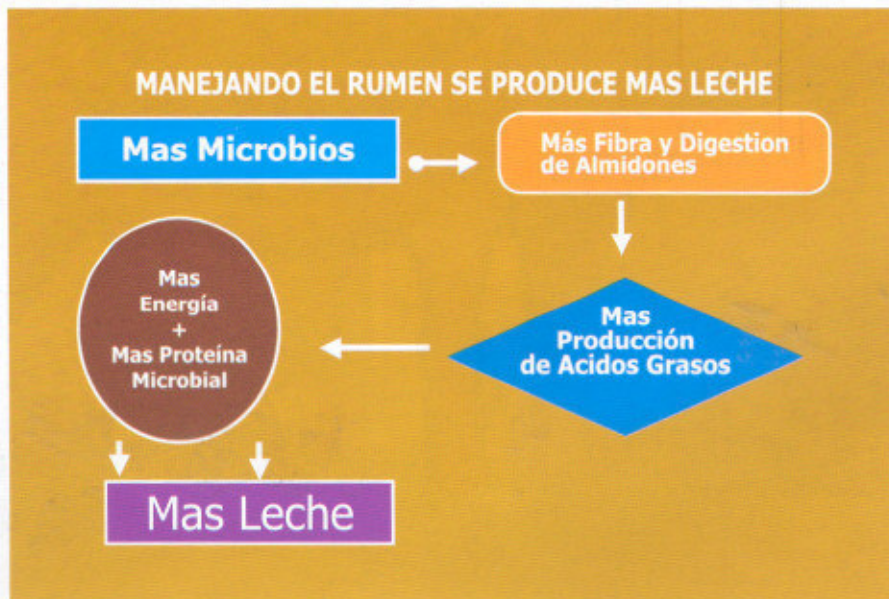 MANEJANDO EL RUMEN SE PRODUCE MAS LECHE
Mas Microbios
Más Fibra y Digestion
de Almidones
Mas
Producción
de Acidos Grasos
Mas
Energía
+
Mas Proteína
Microbial
Mas Leche